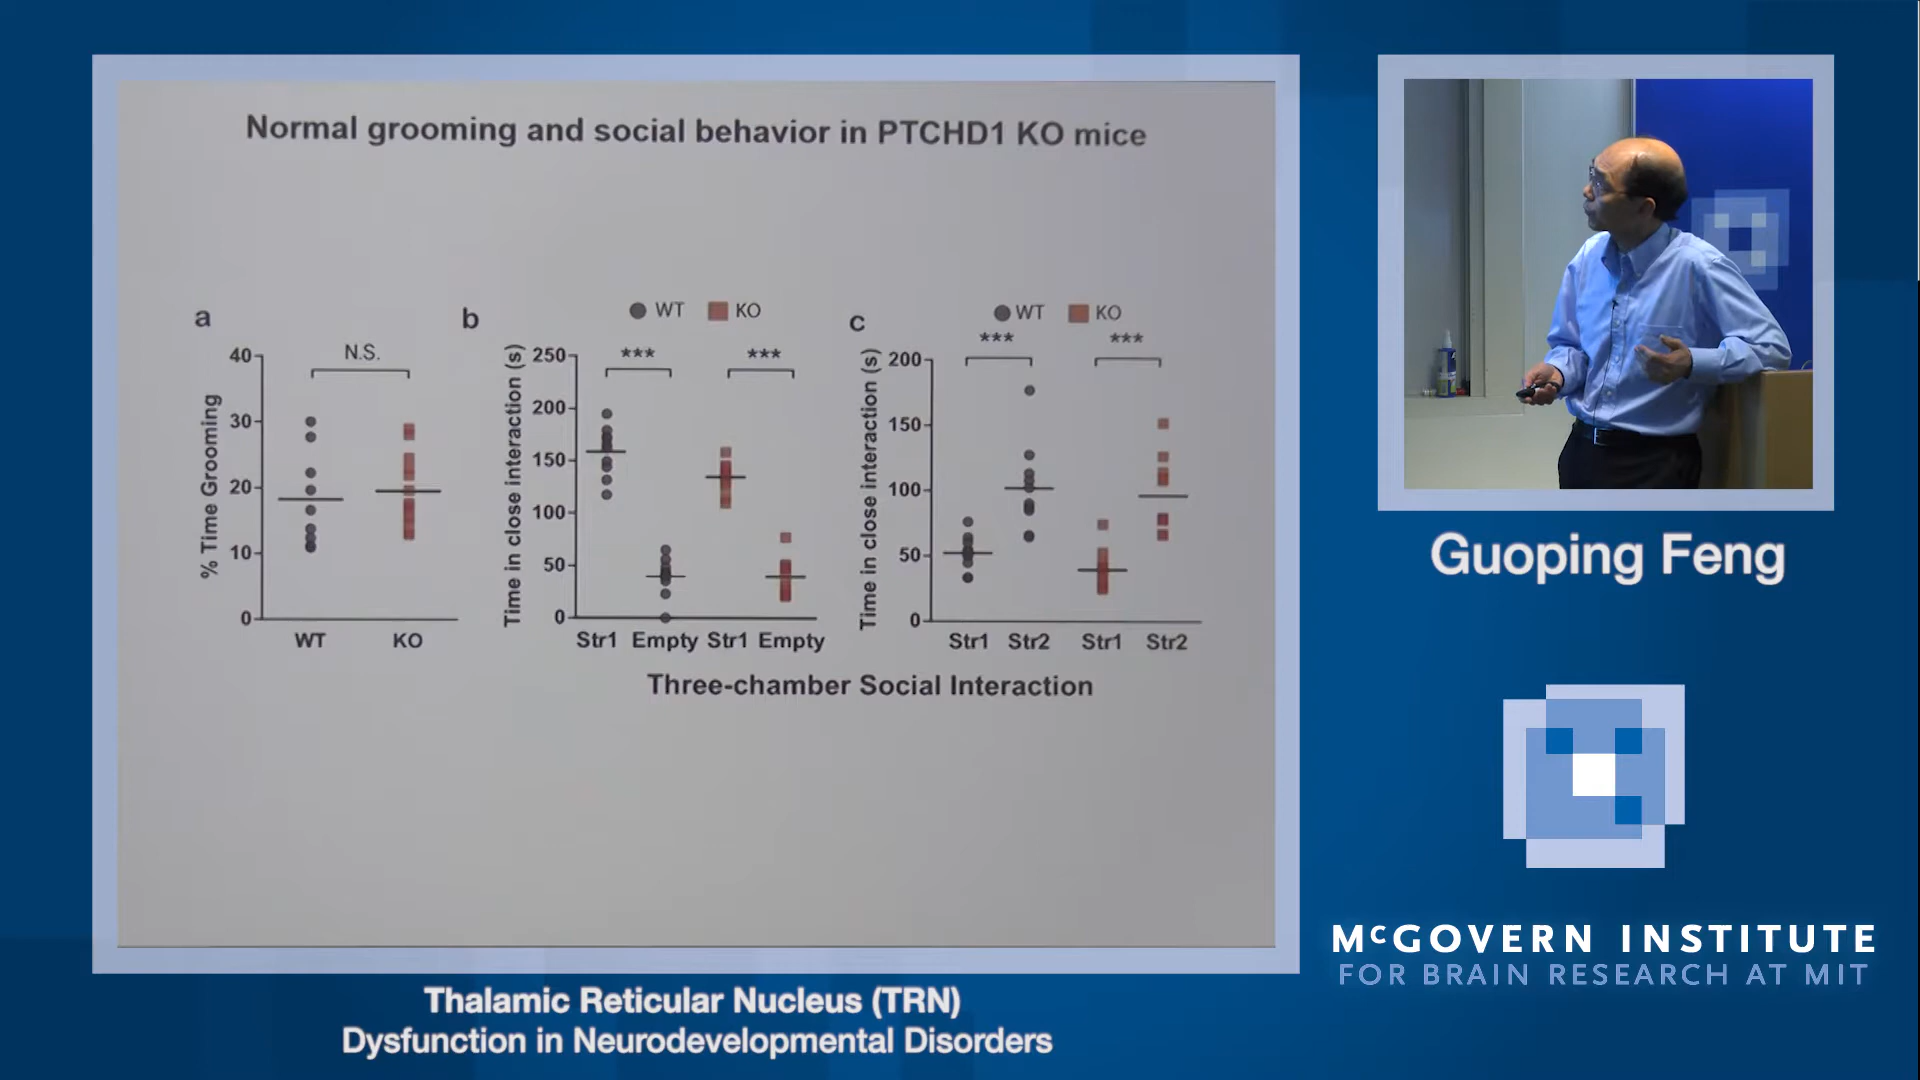 Normal grooming and social behavior in PTCHD1 KO mice
a
N.S.
% Time Grooming
40
30
20
10
0
WT
KO
b
WT
KO
***
***
Time in close interaction (s)
250
200
150
100
50
0
Str1
Empty
Str1
Empty
c
WT
KO
***
***
Time in close interaction (s)
200
150
100
50
0
Str1
Str2
Str1
Str2
Three-chamber Social Interaction
Guoping Feng
McGOVERN INSTITUTE
FOR BRAIN RESEARCH AT MIT
Thalamic Reticular Nucleus (TRN)
Dysfunction in Neurodevelopmental Disorders